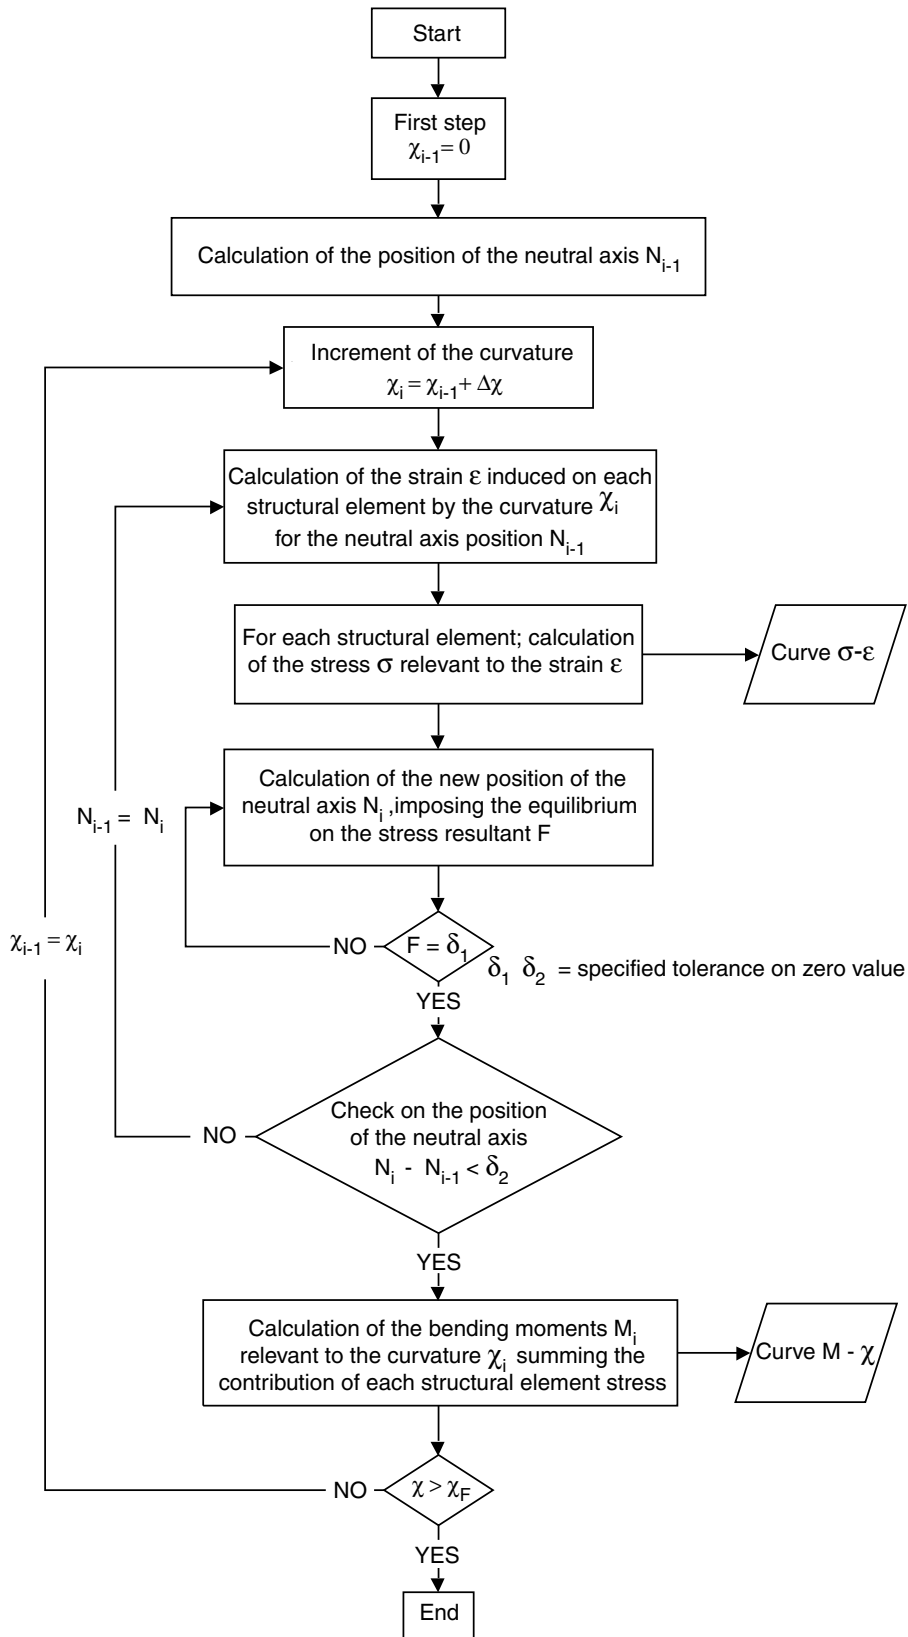 Start
First step
χi-1= 0
Calculation of the position of the neutral axis Ni-1
Increment of the curvature
χi = χi-1+ Δχ
Calculation of the strain ε induced on each
structural element by the curvature χi
for the neutral axis position Ni-1
For each structural element; calculation
of the stress σ relevant to the strain ε
Curve σ-ε
Calculation of the new position of the
neutral axis Ni ,imposing the equilibrium
on the stress resultant F
Ni-1 = Ni
χi-1 = χi
NO
F = δ1
δ1 δ2 = specified tolerance on zero value
YES
Check on the position
of the neutral axis
Ni - Ni-1 < δ2
NO
YES
Calculation of the bending moments Mi
relevant to the curvature χi summing the
contribution of each structural element stress
Curve M - χ
NO
χ > χF
YES
End